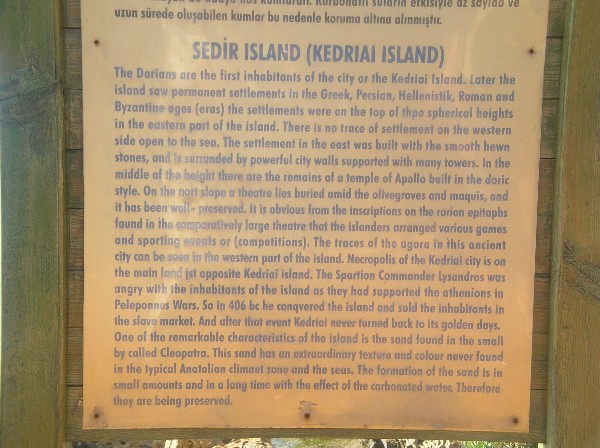 az sayıda ve
uzun sürede oluşabilen kumlar bu nedenle koruma altına alınmıştır.
SEDİR ISLAND (KEDRIAI ISLAND)
The Dorians are the first inhabitants of the city or the Kedriai Island. Later the
island saw permanent settlements in the Greek, Persian, Hellenistik, Roman and
Byzantine ages (eras) the settlements were on the top of thpe spherical heights
in the eastern part of the island. There is no trace of settlement on the western
side open to the sea. The settlement in the east was built with the smooth hewn
stones, and is surrunded by powerful city walls supported with many towers. In the
middle of the height there are the remains of a temple of Apollo built in the doric
style. On the nort slope a theatre lies buried amid the olivegroves and maquis, and
it has been woll - preserved. It is obvious from the inscriptions on the rorion epitaphs
found in the comparatively large theatre that the islanders arranged various games
and sporting events or (competitions). The traces of the agora in this ancient
city can be seen in the western part of the island. Necropolis of the Kedriai city is on
the main land jst opposite Kedriai island. The Spartion Commander Lysandros was
angry with the inhabitants of the island as they had supported the athenions in
Peleponnos Wars. So in 406 bc he conqvered the island and sold the inhabitants in
the slave market. And after that event Kedriai never turned back to its golden days.
One of the remarkable characteristics of the island is the sand found in the small
by called Cleopatra. This sand has an extraordinary texture and colour never found
in the typical Anatolian climaet zone and the seas. The formation of the sand is in
small amounts and in a long time with the effect of the carbonated water. Therefore
they are being preserved.